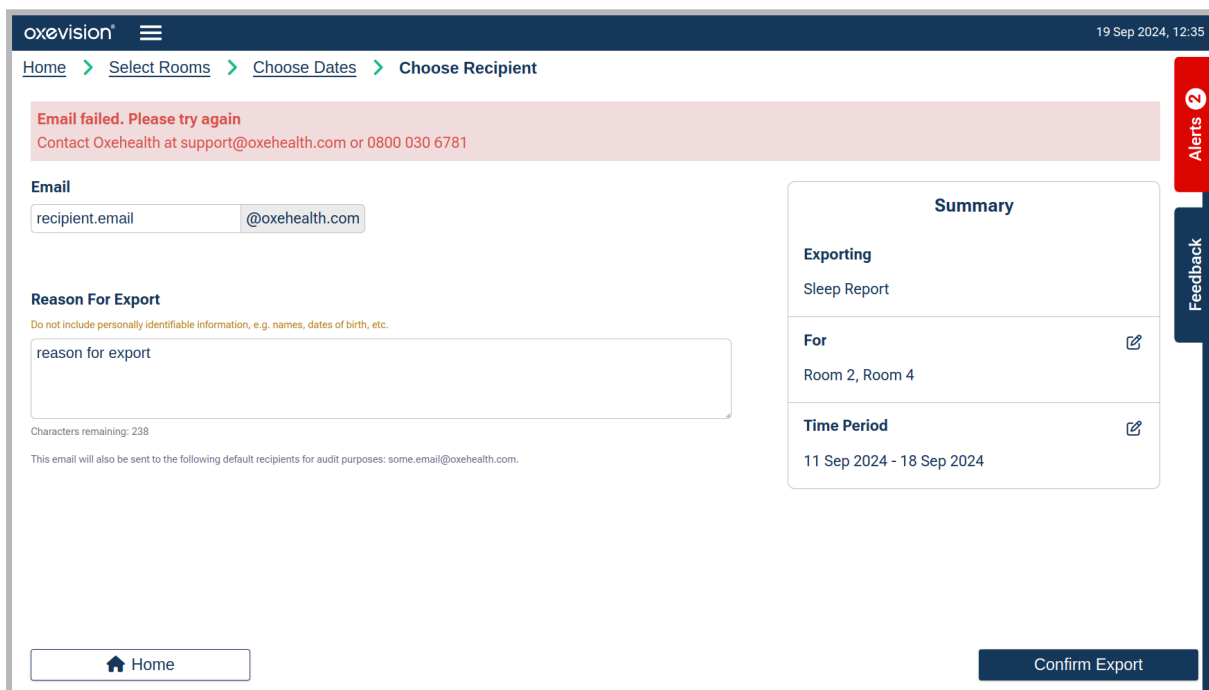 oxevision®
19 Sep 2024, 12:35
Home > Select Rooms > Choose Dates > Choose Recipient
Email failed. Please try again
Contact Oxehealth at support@oxehealth.com or 0800 030 6781
Alerts 2
Feedback
Email
recipient.email @oxehealth.com
Reason For Export
Do not include personally identifiable information, e.g. names, dates of birth, etc.
reason for export
Characters remaining: 238
This email will also be sent to the following default recipients for audit purposes: some.email@oxehealth.com.
Summary
Exporting
Sleep Report
For
Room 2, Room 4
Time Period
11 Sep 2024 - 18 Sep 2024
Home
Confirm Export